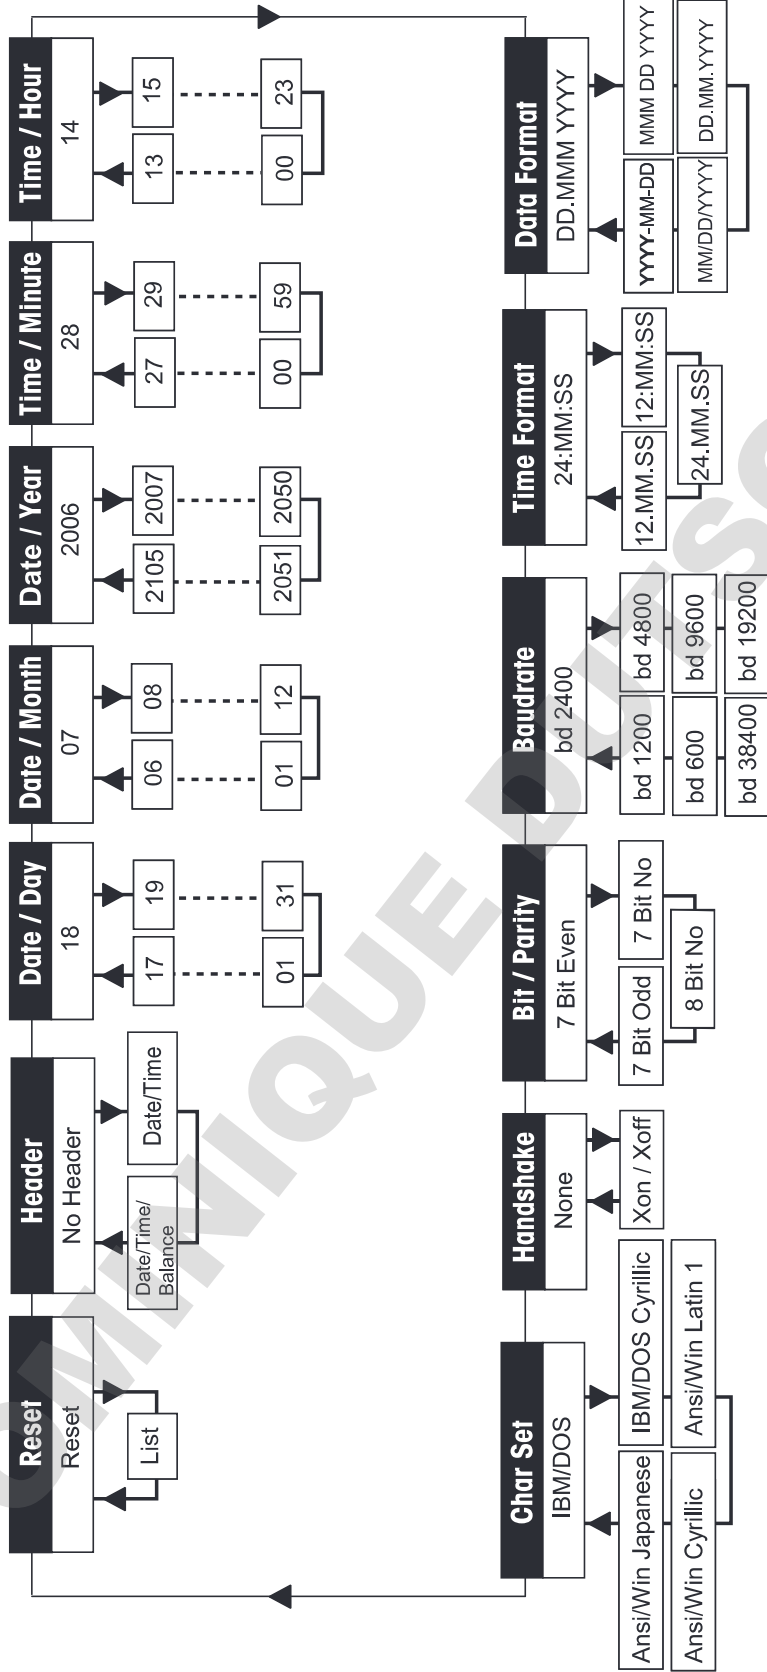 Reset
Reset
List
Header
No Header
Date/Time/
Balance
Date/Time
Date / Day
18
17
19
01
31
Date / Month
07
06
08
01
12
Date / Year
2006
2105
2007
2051
2050
Time / Minute
28
27
29
00
59
Time / Hour
14
13
15
00
23
Char Set
IBM/DOS
Ansi/Win Japanese
IBM/DOS Cyrillic
Ansi/Win Cyrillic
Ansi/Win Latin 1
Handshake
None
Xon / Xoff
Bit / Parity
7 Bit Even
7 Bit Odd
7 Bit No
8 Bit No
Baudrate
bd 2400
bd 1200
bd 4800
bd 600
bd 9600
bd 38400
bd 19200
Time Format
24:MM:SS
12.MM.SS
12:MM:SS
24.MM.SS
Data Format
DD.MMM YYYY
YYYY-MM-DD
MMM DD YYYY
MM/DD/YYYY
DD.MM.YYYY